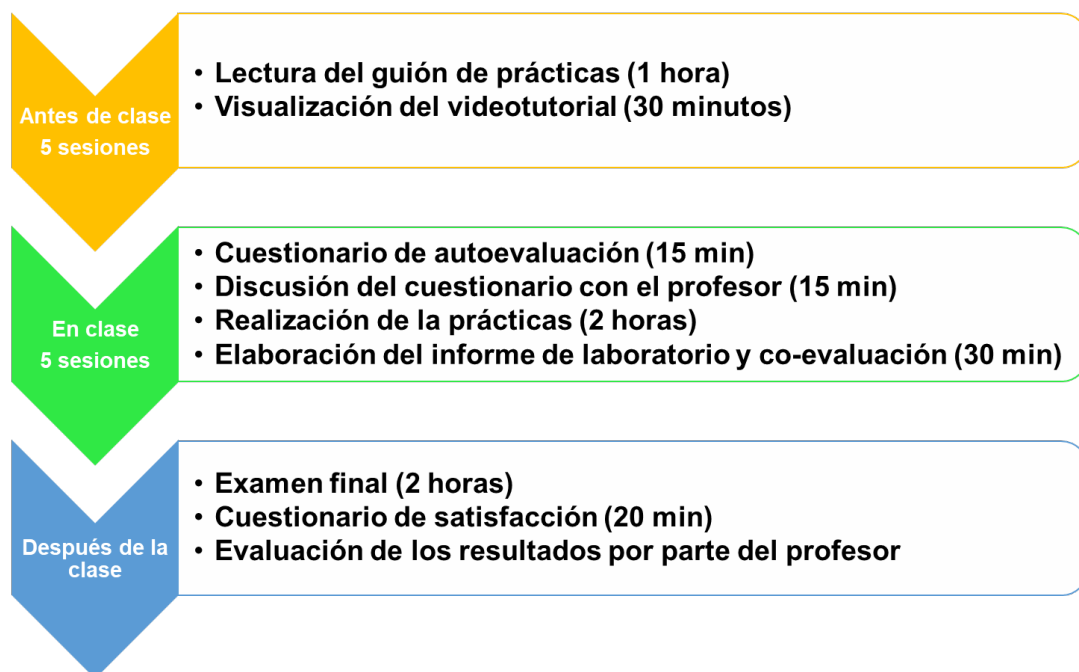 Antes de clase
5 sesiones
• Lectura del guión de prácticas (1 hora)
• Visualización del videotutorial (30 minutos)
En clase
5 sesiones
• Cuestionario de autoevaluación (15 min)
• Discusión del cuestionario con el profesor (15 min)
• Realización de la prácticas (2 horas)
• Elaboración del informe de laboratorio y co-evaluación (30 min)
Después de la
clase
• Examen final (2 horas)
• Cuestionario de satisfacción (20 min)
• Evaluación de los resultados por parte del profesor